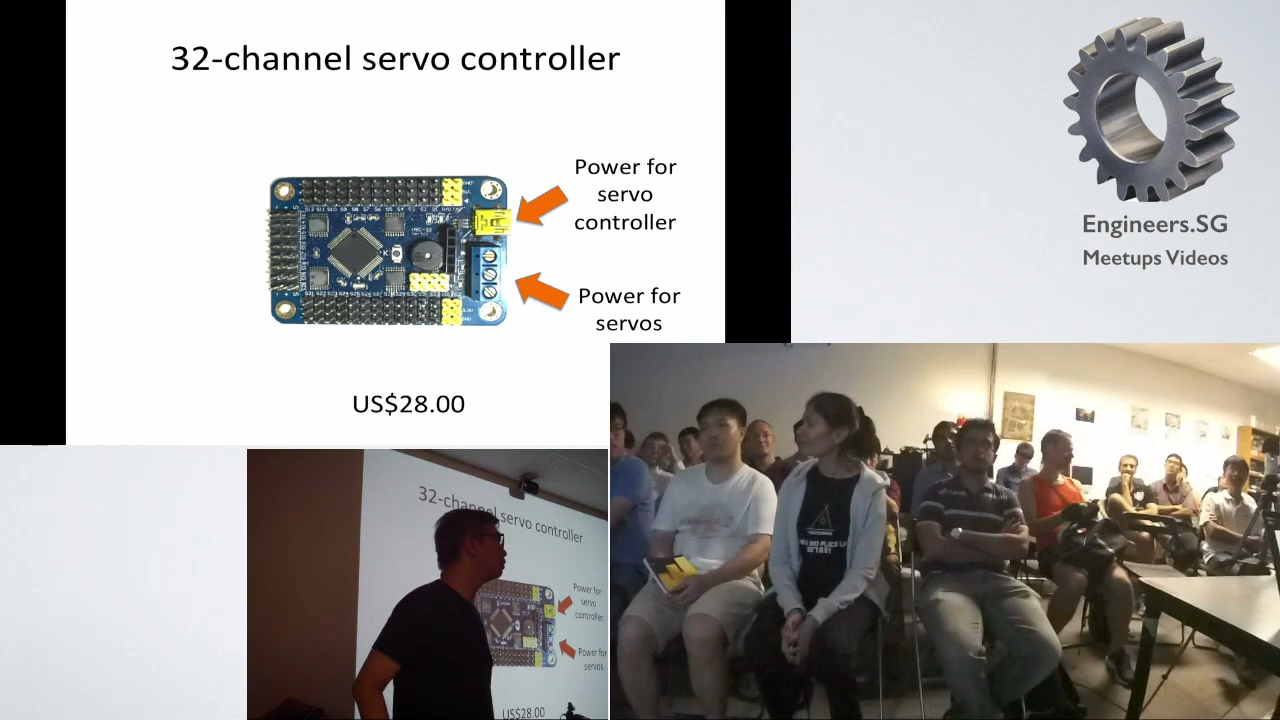 32-channel servo controller
Power for
servo
controller
Power for
servos
US$28.00
Engineers.SG
Meetups Videos
32-channel servo controller
Power for
servo
controller
Power for
servos
US$28.00